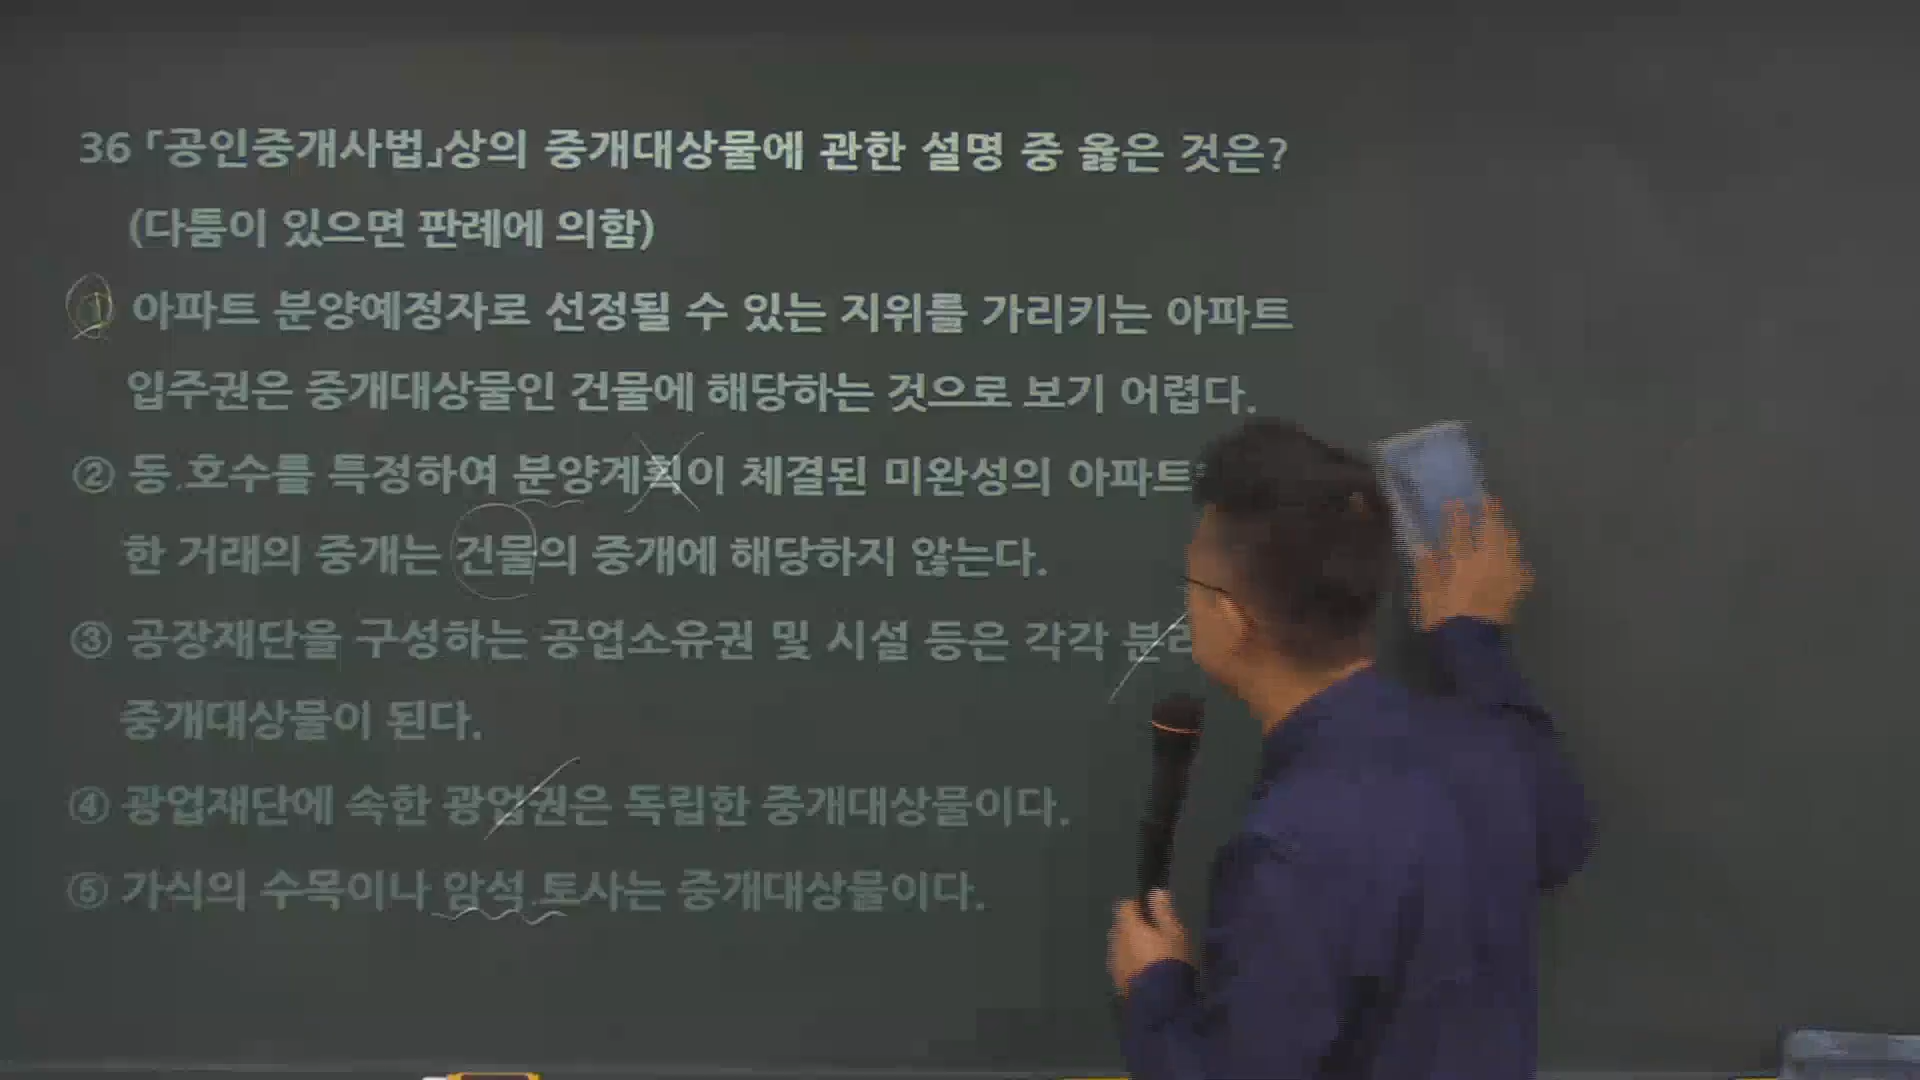 36 「공인중개사법」상의 중개대상물에 관한 설명 중 옳은 것은?
(다툼이 있으면 판례에 의함)
① 아파트 분양예정자로 선정될 수 있는 지위를 가리키는 아파트
입주권은 중개대상물인 건물에 해당하는 것으로 보기 어렵다.
② 동.호수를 특정하여 분양계획이 체결된 미완성의 아파트
한 거래의 중개는 건물의 중개에 해당하지 않는다.
③ 공장재단을 구성하는 공업소유권 및 시설 등은 각각
중개대상물이 된다.
④ 광업재단에 속한 광업권은 독립한 중개대상물이다.
⑤ 가식의 수목이나 암석.토사는 중개대상물이다.